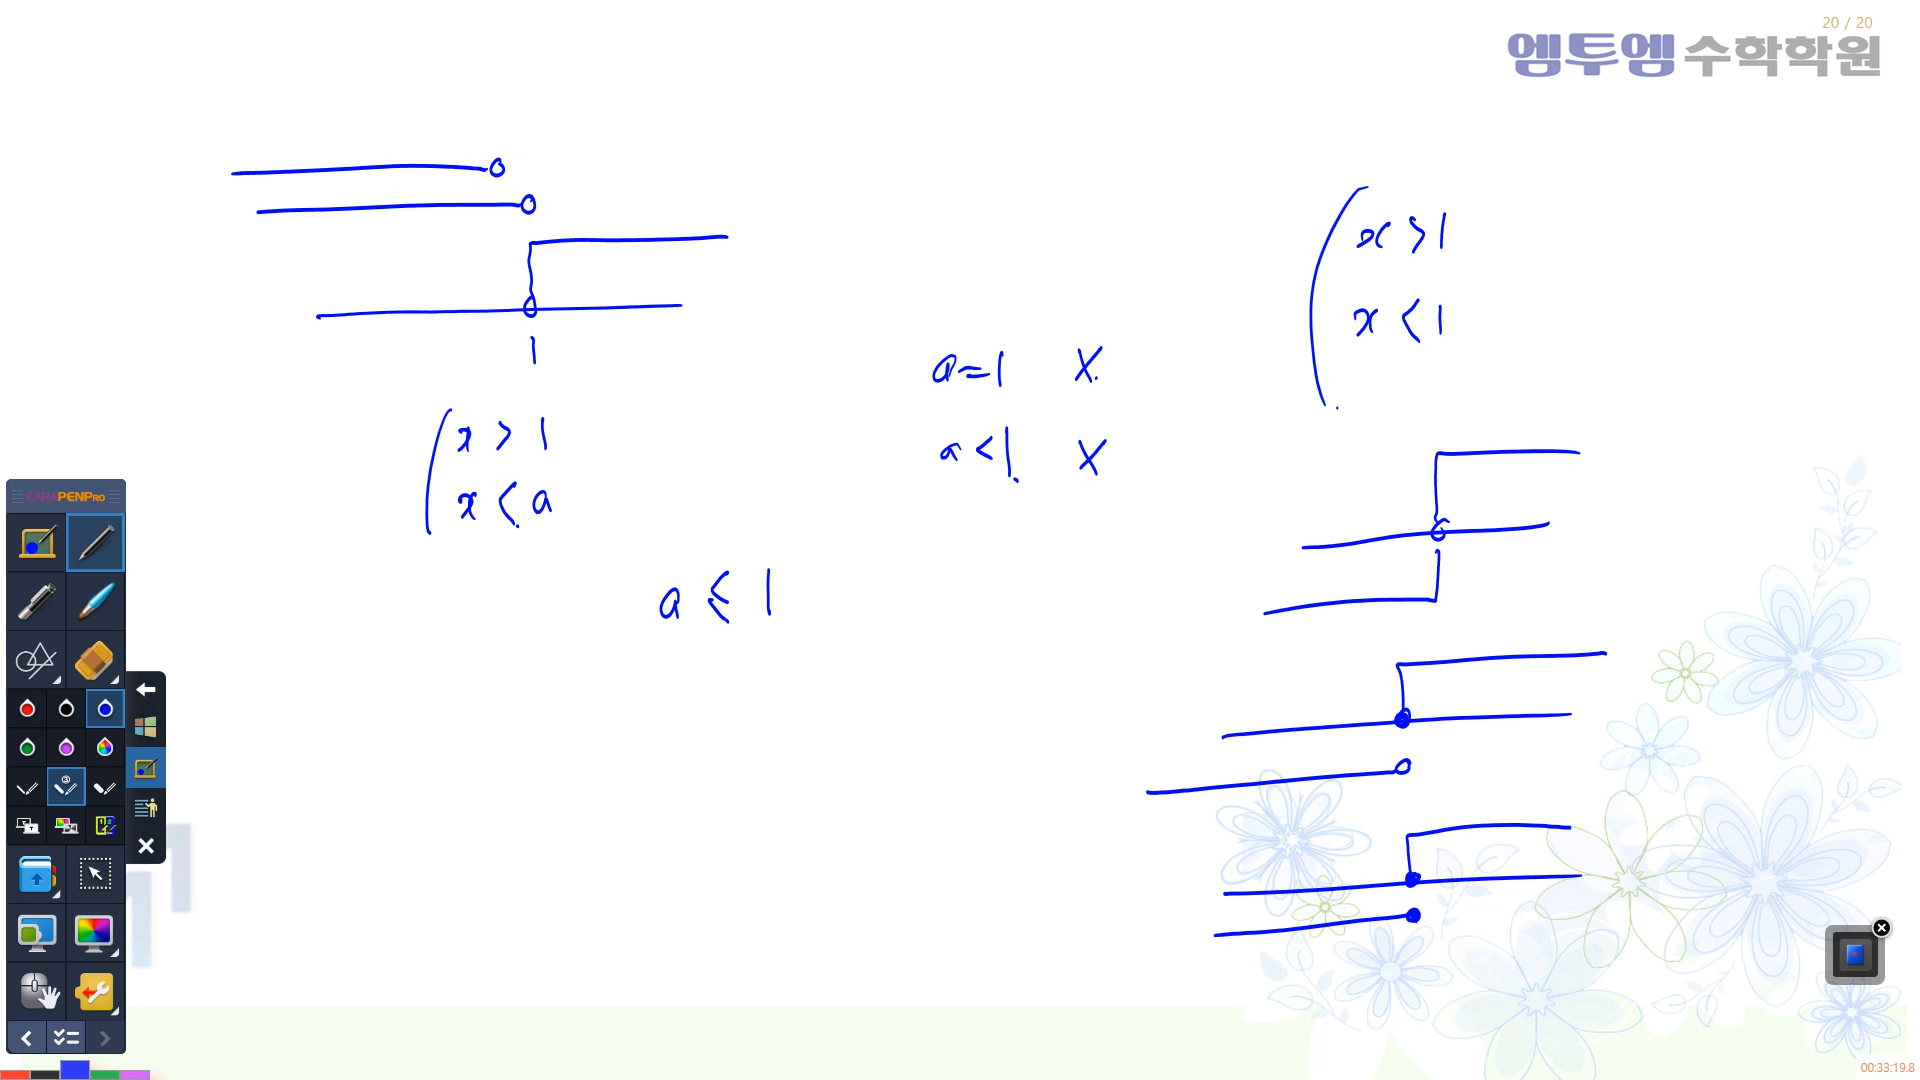 20 / 20
엠투엠 수학학원
1
x > 1
x < a
a ≤ 1
a = 1 X
a < 1 X
x > 1
x < 1
CARAPENPRO
00:33:19.8